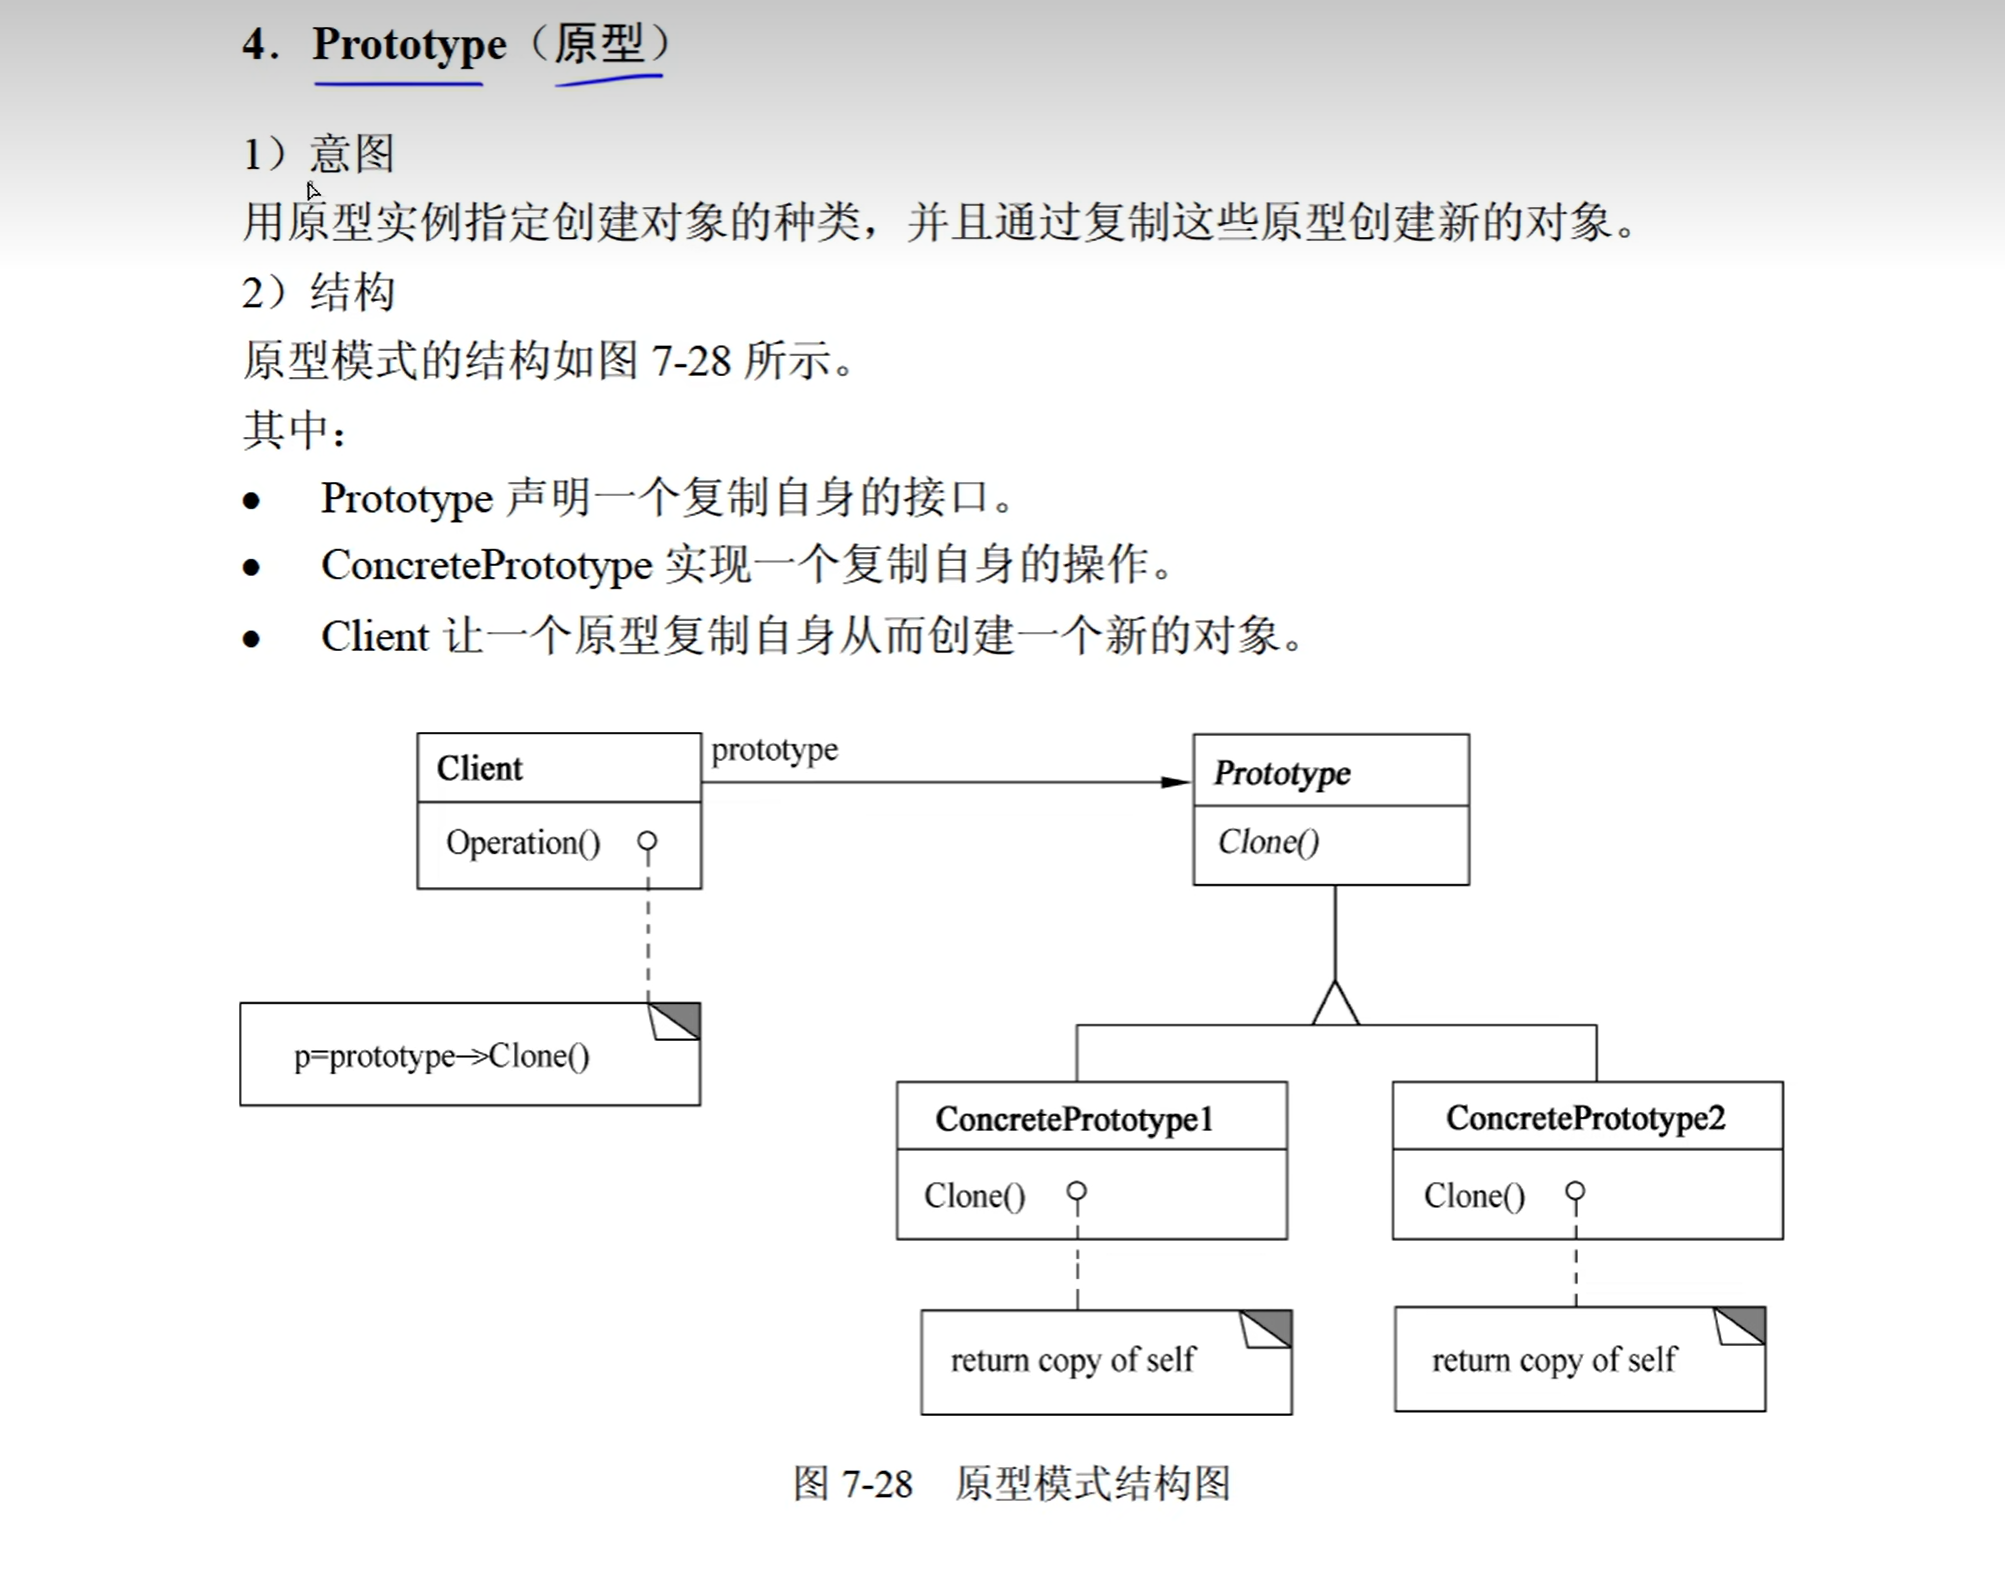 4．Prototype（原型）
1）意图
用原型实例指定创建对象的种类，并且通过复制这些原型创建新的对象。
2）结构
原型模式的结构如图 7-28 所示。
其中：
● Prototype 声明一个复制自身的接口。
● ConcretePrototype 实现一个复制自身的操作。
● Client 让一个原型复制自身从而创建一个新的对象。
Client
prototype
Prototype
Operation()
Clone()
p=prototype->Clone()
ConcretePrototype1
ConcretePrototype2
Clone()
Clone()
return copy of self
return copy of self
图 7-28 原型模式结构图